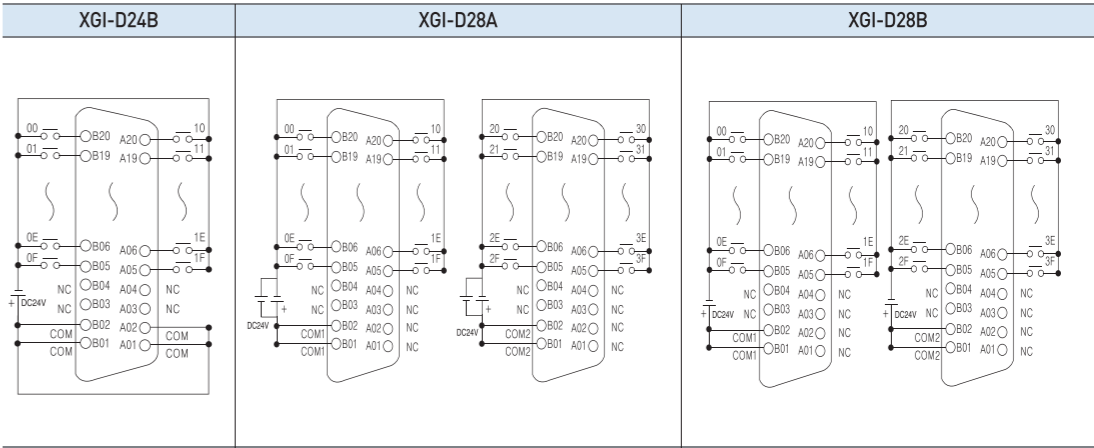 XGI-D24B XGI-D28A XGI-D28B
00 B20 A20 10
01 B19 A19 11
0E B06 A06 1E
0F B05 A05 1F
NC B04 A04 NC
NC B03 A03 NC
+ DC24V
B02 A02
COM COM
B01 A01
COM COM
00 B20 A20 10
01 B19 A19 11
0E B06 A06 1E
0F B05 A05 1F
NC B04 A04 NC
NC B03 A03 NC
+
DC24V
B02 A02 NC
COM1
B01 A01 NC
COM1
20 B20 A20 30
21 B19 A19 31
2E B06 A06 3E
2F B05 A05 3F
NC B04 A04 NC
NC B03 A03 NC
+
DC24V
B02 A02 NC
COM2
B01 A01 NC
COM2
00 B20 A20 10
01 B19 A19 11
0E B06 A06 1E
0F B05 A05 1F
NC B04 A04 NC
+ DC24V NC B03 A03 NC
B02 A02 NC
COM1
B01 A01 NC
COM1
20 B20 A20 30
21 B19 A19 31
2E B06 A06 3E
2F B05 A05 3F
NC B04 A04 NC
+ DC24V NC B03 A03 NC
B02 A02 NC
COM2
B01 A01 NC
COM2